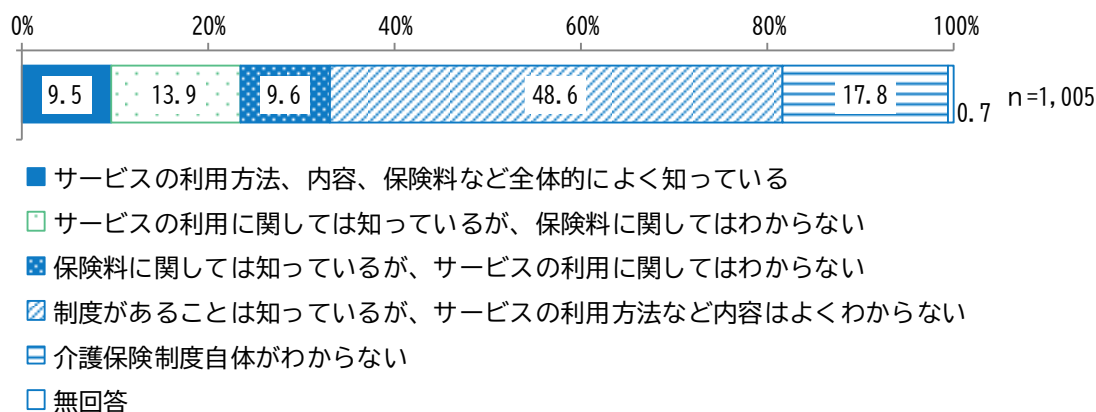 0% 20% 40% 60% 80% 100%
9.5 13.9 9.6 48.6 17.8 0.7 n=1,005
サービスの利用方法、内容、保険料など全体的によく知っている
サービスの利用に関しては知っているが、保険料に関してはわからない
保険料に関しては知っているが、サービスの利用に関してはわからない
制度があることは知っているが、サービスの利用方法など内容はよくわからない
介護保険制度自体がわからない
無回答